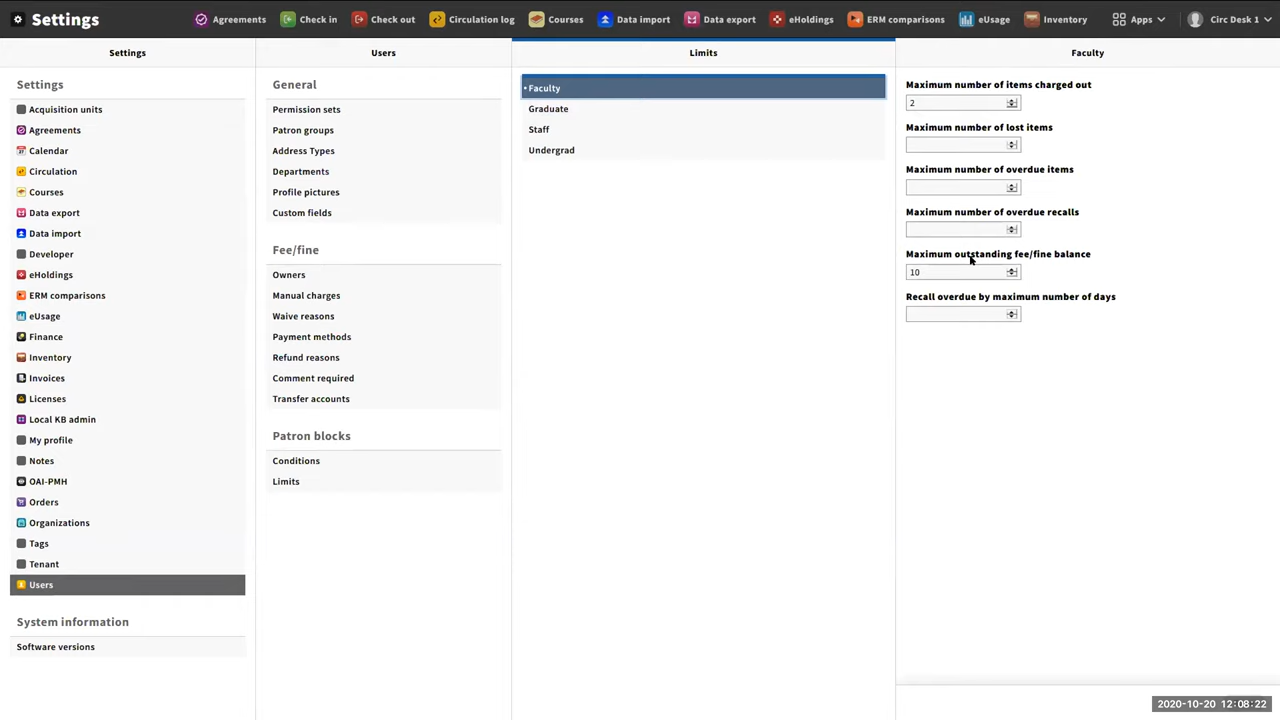 Settings
Agreements
Check in
Check out
Circulation log
Courses
Data import
Data export
eHoldings
ERM comparisons
eUsage
Inventory
Apps
Circ Desk 1
Settings
Users
Limits
Faculty
Settings
Acquisition units
Agreements
Calendar
Circulation
Courses
Data export
Data import
Developer
eHoldings
ERM comparisons
eUsage
Finance
Inventory
Invoices
Licenses
Local KB admin
My profile
Notes
OAI-PMH
Orders
Organizations
Tags
Tenant
Users
System information
Software versions
General
Permission sets
Patron groups
Address Types
Departments
Profile pictures
Custom fields
Fee/fine
Owners
Manual charges
Waive reasons
Payment methods
Refund reasons
Comment required
Transfer accounts
Patron blocks
Conditions
Limits
• Faculty
Graduate
Staff
Undergrad
Maximum number of items charged out
2
Maximum number of lost items
Maximum number of overdue items
Maximum number of overdue recalls
Maximum outstanding fee/fine balance
10
Recall overdue by maximum number of days
2020-10-20 12:08:22